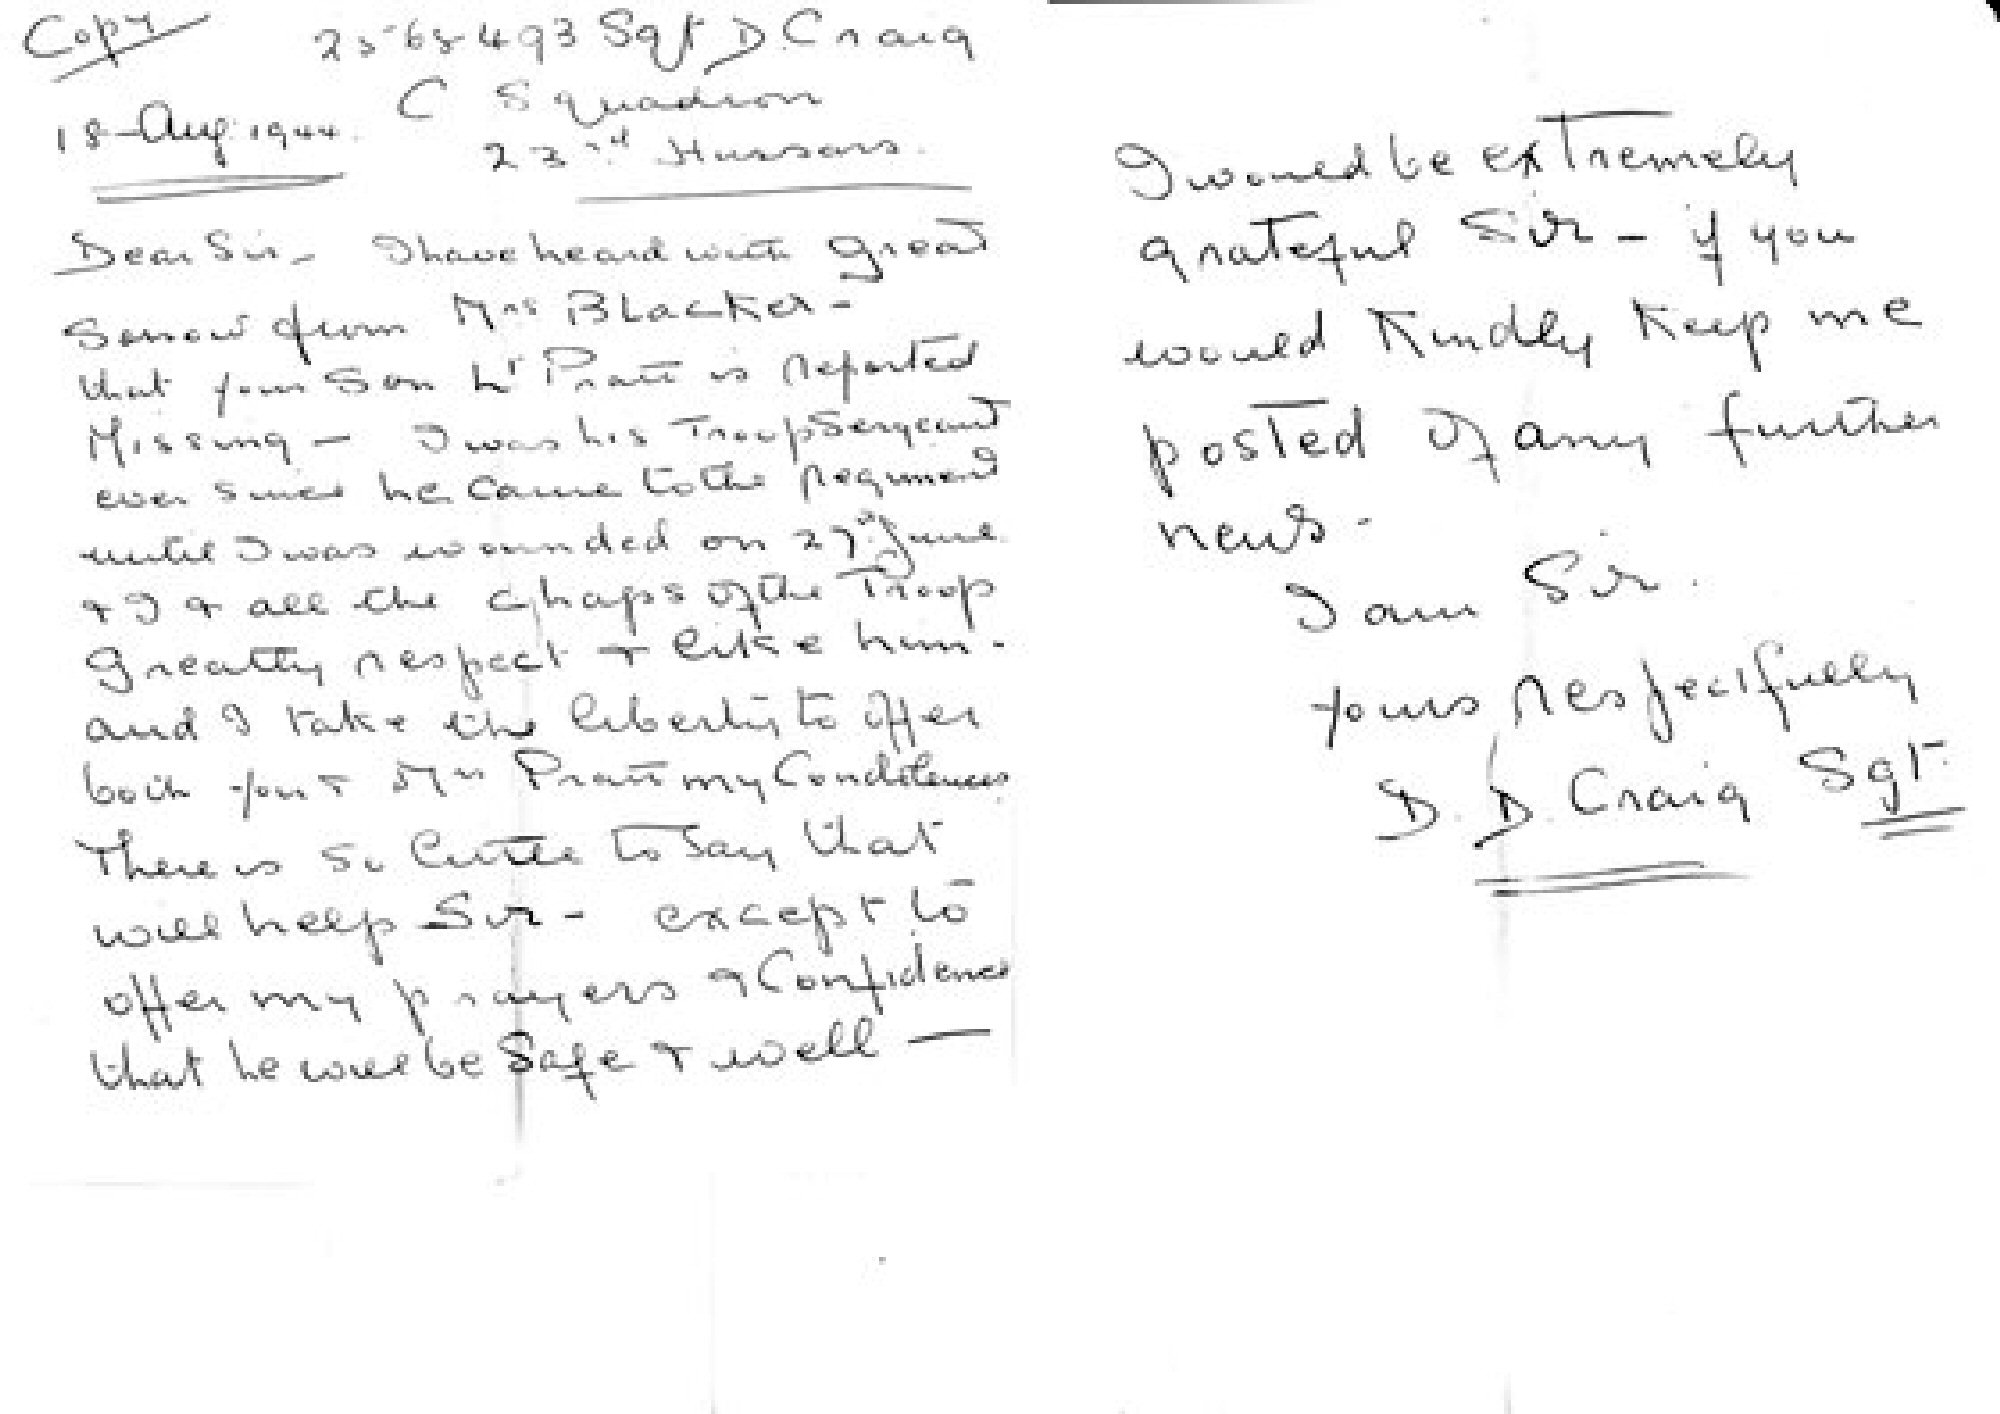 Copy
25-65-493 Sgt D. Craig
C Squadron
18-Aug. 1944.
23rd Hussars.
Dear Sir - I have heard with great
sorrow from Mrs Blacker -
that your Son Lt Pratt is reported
Missing - I was his Troop Sergeant
ever since he came to the Regiment
until I was wounded on 27th June
& I & all the chaps of the Troop
Greatly respect & like him.
and I take the liberty to offer
both you & Mrs Pratt my Condolences
There is so little to say that
will help Sir - except to
offer my prayers & Confidence
that he will be Safe & well —
I would be extremely
grateful Sir - if you
would Kindly Keep me
posted of any further
news -
I am Sir.
yours respectfully
D. D. Craig Sgt.